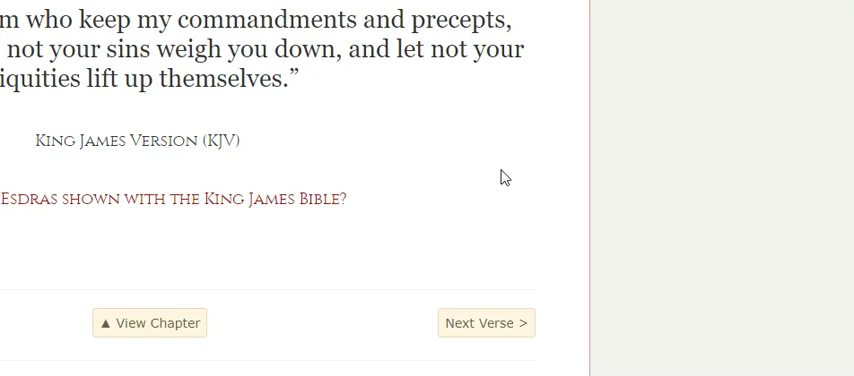 m who keep my commandments and precepts,
not your sins weigh you down, and let not your
iquities lift up themselves.”
King James Version (KJV)
Esdras shown with the King James Bible?
▲ View Chapter
Next Verse >